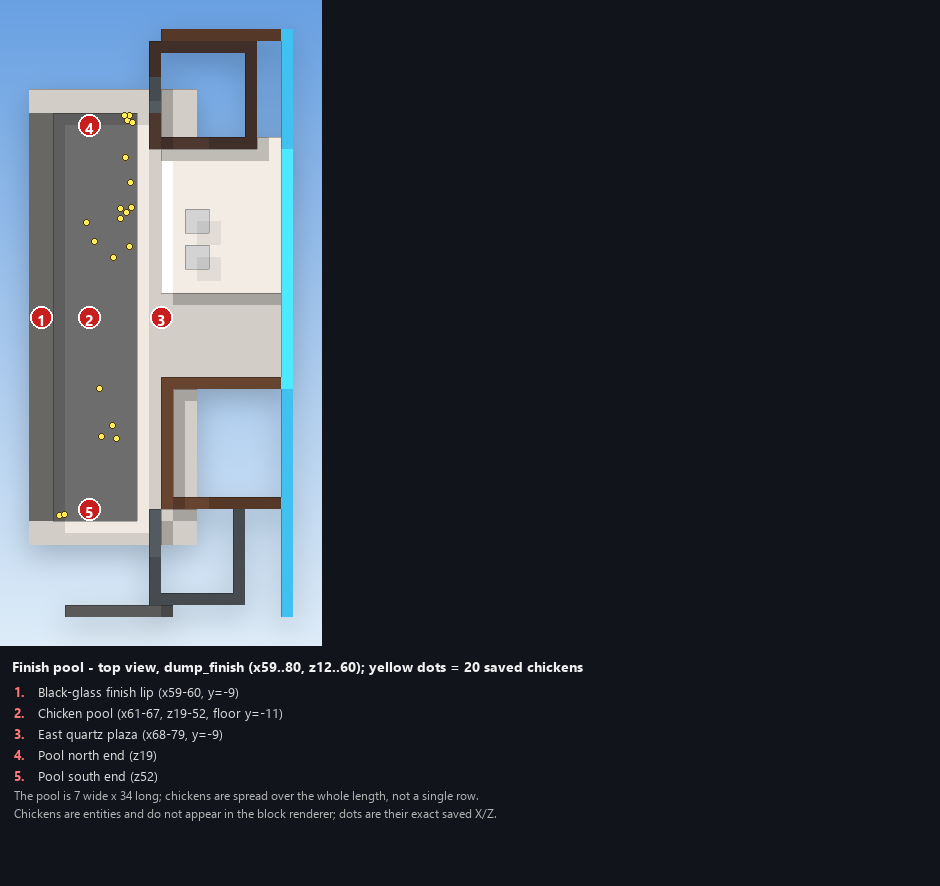 4
1
2
3
5
Finish pool - top view, dump_finish (x59..80, z12..60); yellow dots = 20 saved chickens
1. Black-glass finish lip (x59-60, y=-9)
2. Chicken pool (x61-67, z19-52, floor y=-11)
3. East quartz plaza (x68-79, y=-9)
4. Pool north end (z19)
5. Pool south end (z52)
The pool is 7 wide x 34 long; chickens are spread over the whole length, not a single row.
Chickens are entities and do not appear in the block renderer; dots are their exact saved X/Z.